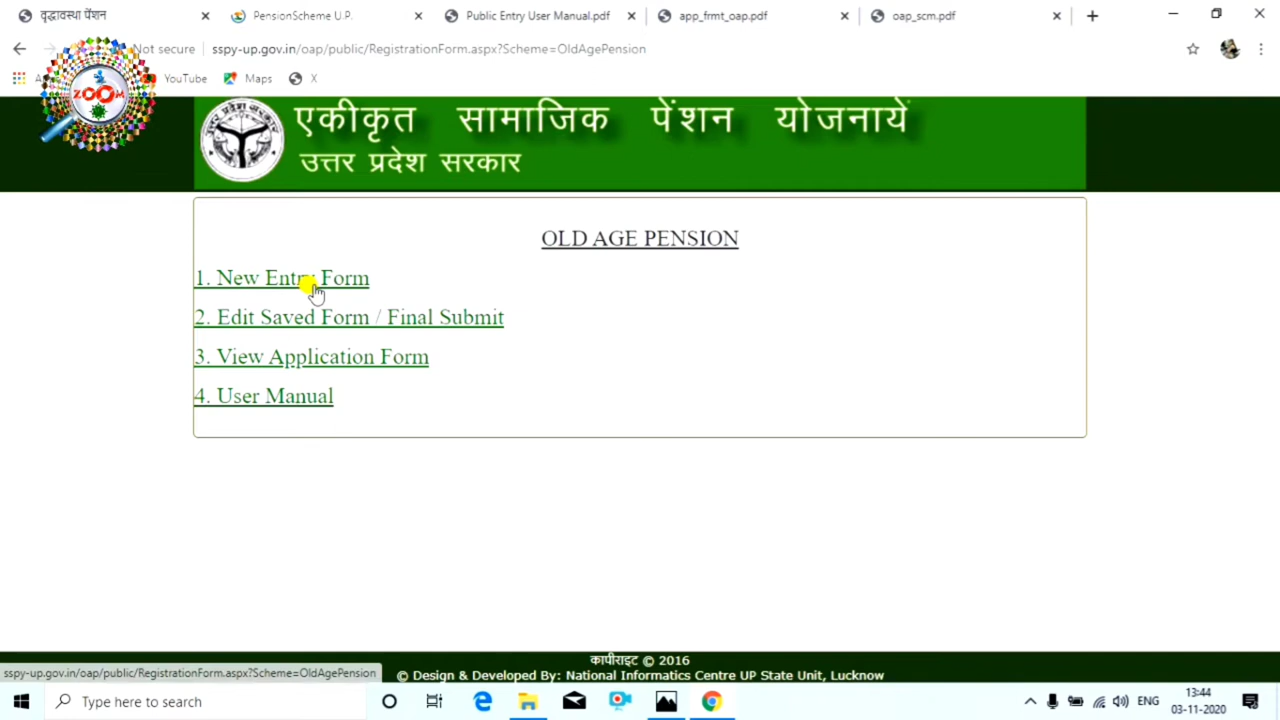 वृद्धावस्था पेंशन
PensionScheme U.P.
Public Entry User Manual.pdf
app_frmt_oap.pdf
oap_scm.pdf
Not secure
sspy-up.gov.in/oap/public/RegistrationForm.aspx?Scheme=OldAgePension
YouTube
Maps
X
ZOOM
एकीकृत सामाजिक पेंशन योजनायें
उत्तर प्रदेश सरकार
OLD AGE PENSION
1. New Entry Form
2. Edit Saved Form / Final Submit
3. View Application Form
4. User Manual
कापीराइट © 2016
sspy-up.gov.in/oap/public/RegistrationForm.aspx?Scheme=OldAgePension
© Design & Developed By: National Informatics Centre UP State Unit, Lucknow
Type here to search
ENG
13:44
03-11-2020